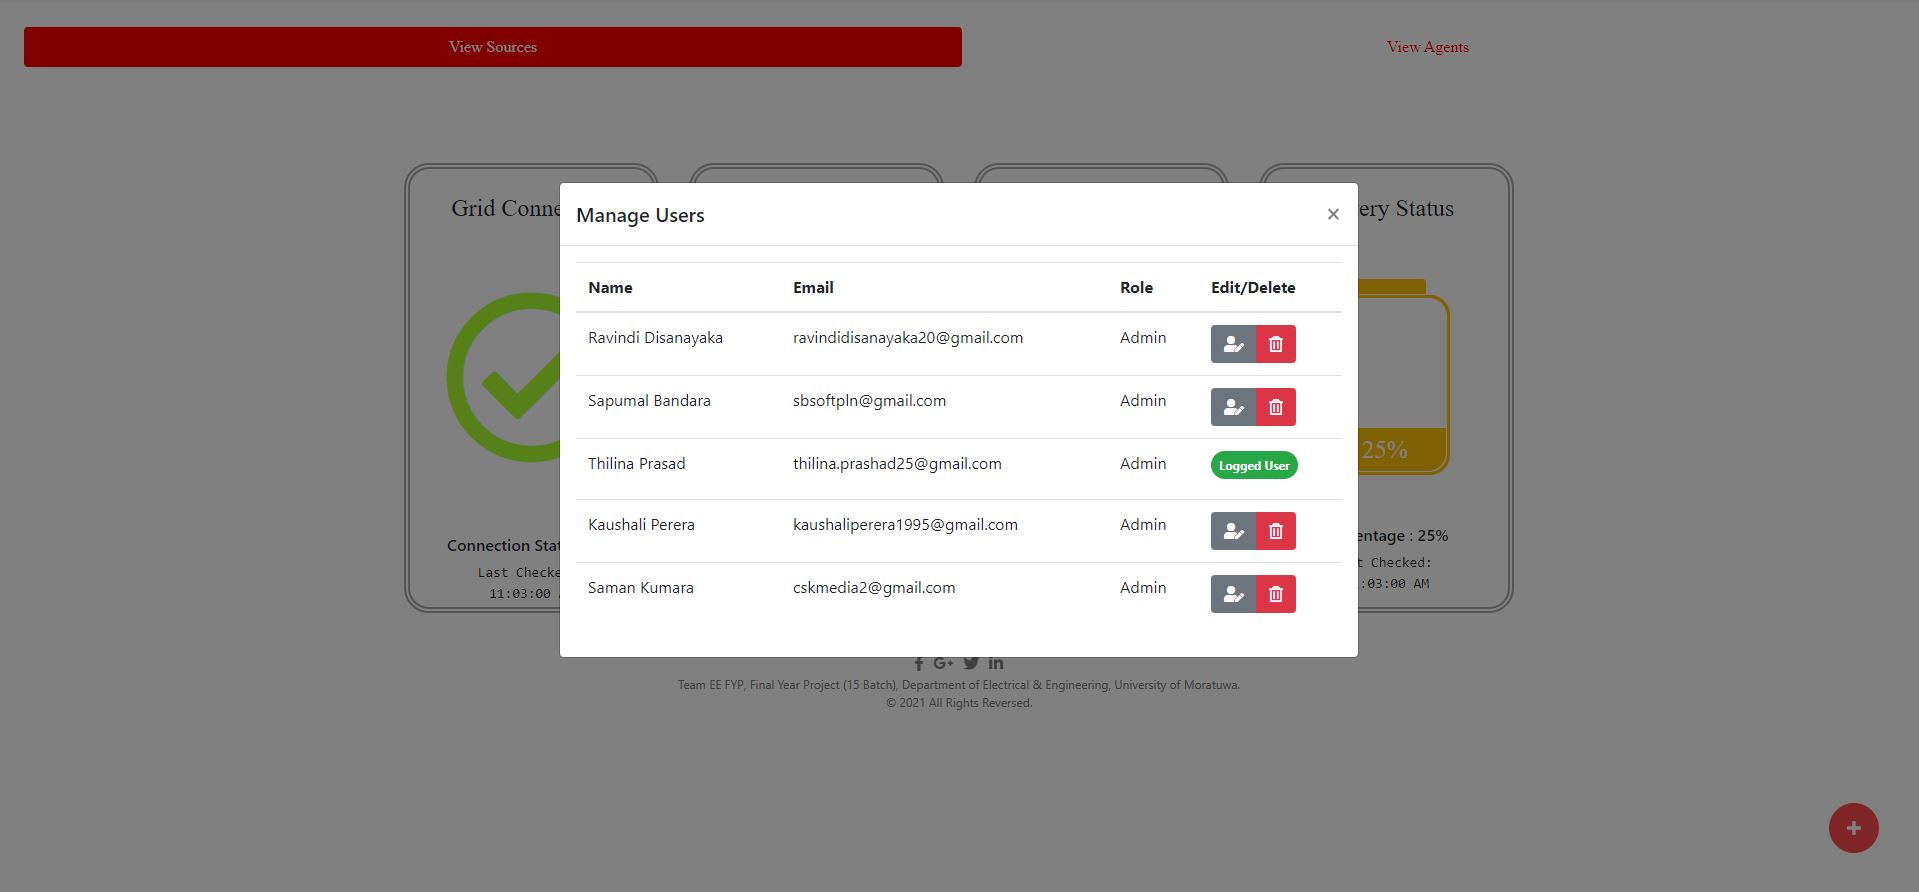 View Sources
View Agents
Grid Conne
ery Status
Manage Users
×
Name Email Role Edit/Delete
Ravindi Disanayaka ravindidisanayaka20@gmail.com Admin
Sapumal Bandara sbsoftpln@gmail.com Admin
Thilina Prasad thilina.prashad25@gmail.com Admin Logged User
Kaushali Perera kaushaliperera1995@gmail.com Admin
Saman Kumara cskmedia2@gmail.com Admin
25%
Connection Stat
Last Checke
11:03:00
entage : 25%
t Checked:
:03:00 AM
Team EE FYP, Final Year Project (15 Batch), Department of Electrical & Engineering, University of Moratuwa.
© 2021 All Rights Reversed.